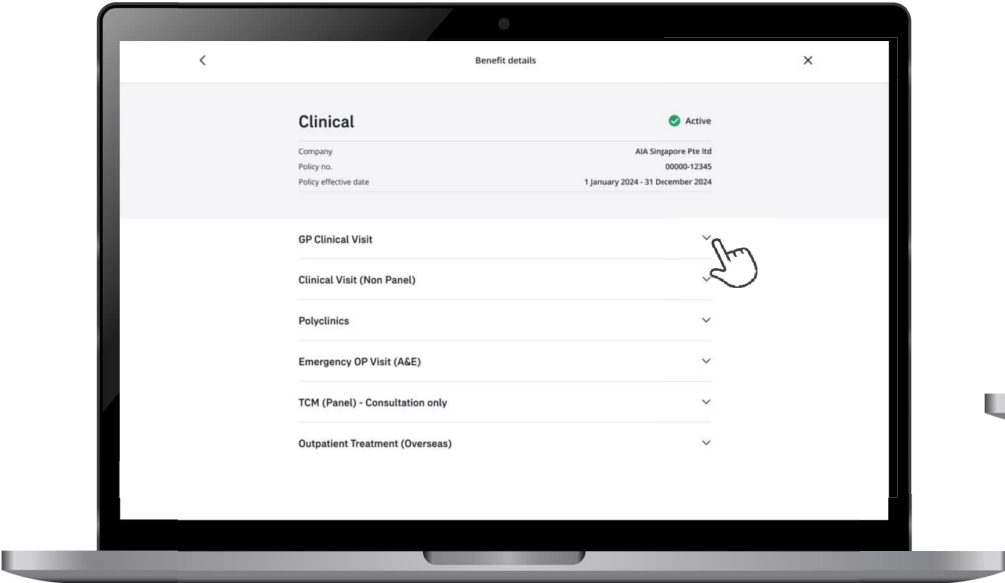 Benefit details
Clinical
Active
Company
AIA Singapore Pte ltd
Policy no.
00000-12345
Policy effective date
1 January 2024 - 31 December 2024
GP Clinical Visit
Clinical Visit (Non Panel)
Polyclinics
Emergency OP Visit (A&E)
TCM (Panel) - Consultation only
Outpatient Treatment (Overseas)